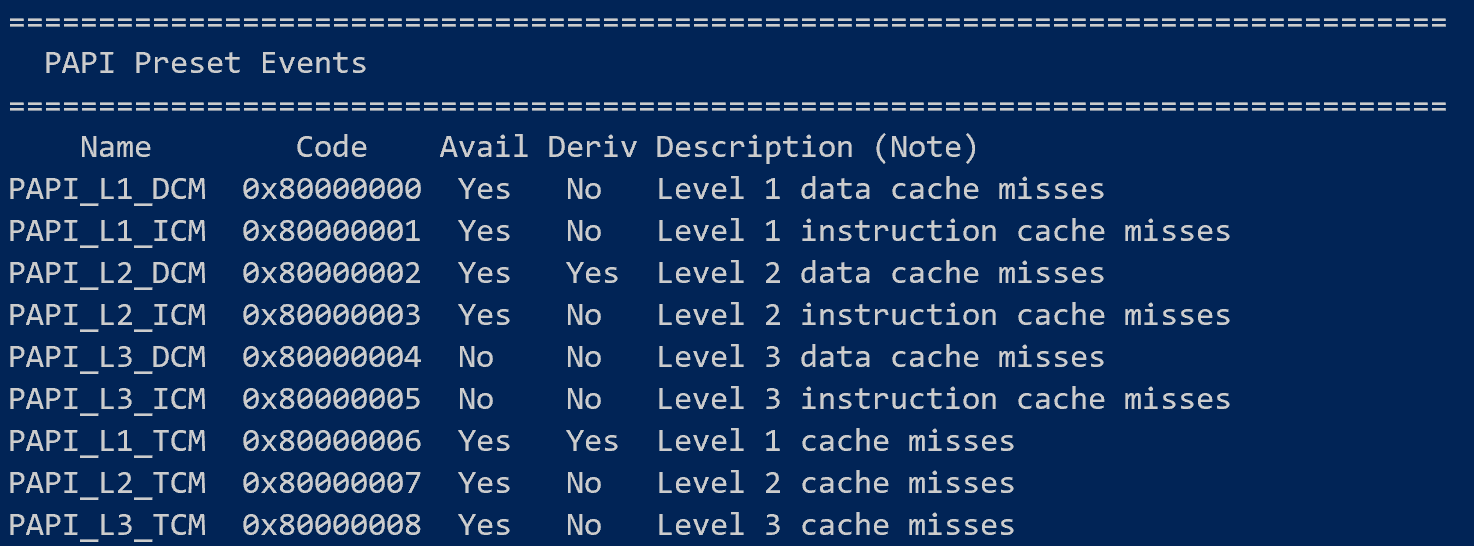 ================================================================================
  PAPI Preset Events
================================================================================
    Name        Code    Avail Deriv Description (Note)
PAPI_L1_DCM  0x80000000  Yes   No   Level 1 data cache misses
PAPI_L1_ICM  0x80000001  Yes   No   Level 1 instruction cache misses
PAPI_L2_DCM  0x80000002  Yes   Yes  Level 2 data cache misses
PAPI_L2_ICM  0x80000003  Yes   No   Level 2 instruction cache misses
PAPI_L3_DCM  0x80000004  No    No   Level 3 data cache misses
PAPI_L3_ICM  0x80000005  No    No   Level 3 instruction cache misses
PAPI_L1_TCM  0x80000006  Yes   Yes  Level 1 cache misses
PAPI_L2_TCM  0x80000007  Yes   No   Level 2 cache misses
PAPI_L3_TCM  0x80000008  Yes   No   Level 3 cache misses